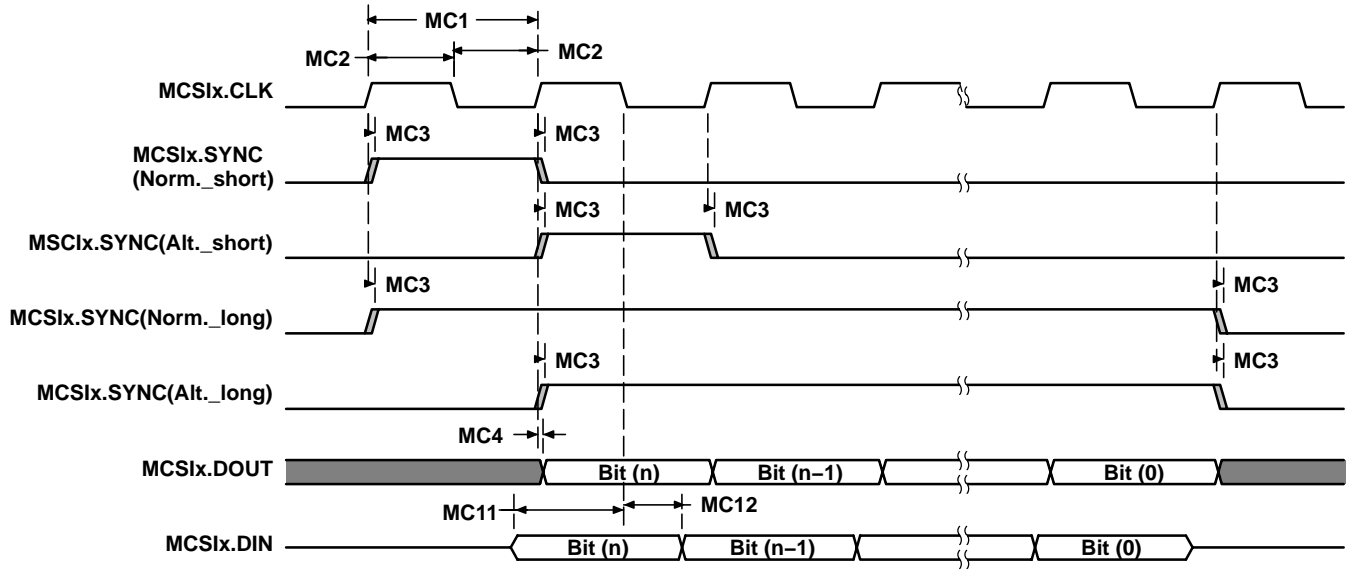 MC1
MC2
MC2
MCSIx.CLK
MC3
MC3
MCSIx.SYNC
(Norm._short)
MC3
MC3
MSCIx.SYNC(Alt._short)
MC3
MC3
MCSIx.SYNC(Norm._long)
MC3
MC3
MCSIx.SYNC(Alt._long)
MC4
MCSIx.DOUT
Bit (n)
Bit (n−1)
Bit (0)
MC11
MC12
MCSIx.DIN
Bit (n)
Bit (n−1)
Bit (0)